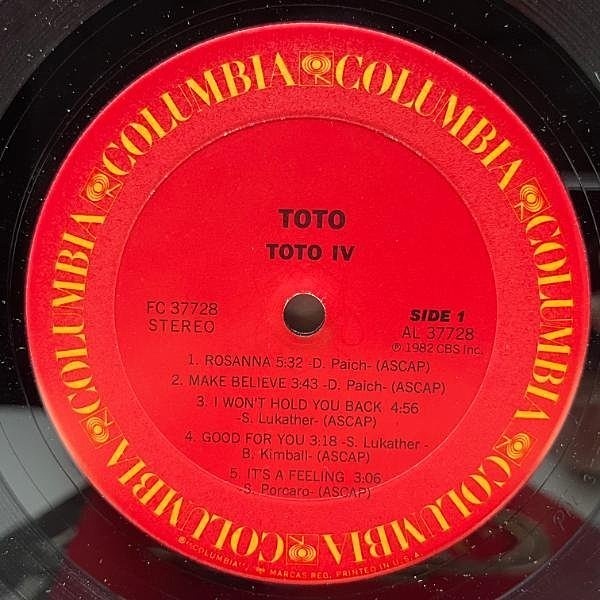 COLUMBIA COLUMBIA COLUMBIA COLUMBIA COLUMBIA COLUMBIA
TOTO
TOTO IV
FC 37728
STEREO
SIDE 1
AL 37728
℗ 1982 CBS Inc.
1. ROSANNA 5:32 -D. Paich- (ASCAP)
2. MAKE BELIEVE 3:43 -D. Paich- (ASCAP)
3. I WON'T HOLD YOU BACK 4:56
-S. Lukather- (ASCAP)
4. GOOD FOR YOU 3:18 -S. Lukather -
B. Kimball- (ASCAP)
5. IT'S A FEELING 3:06
-S. Porcaro- (ASCAP)
"COLUMBIA", MARCAS REG. PRINTED IN U.S.A.